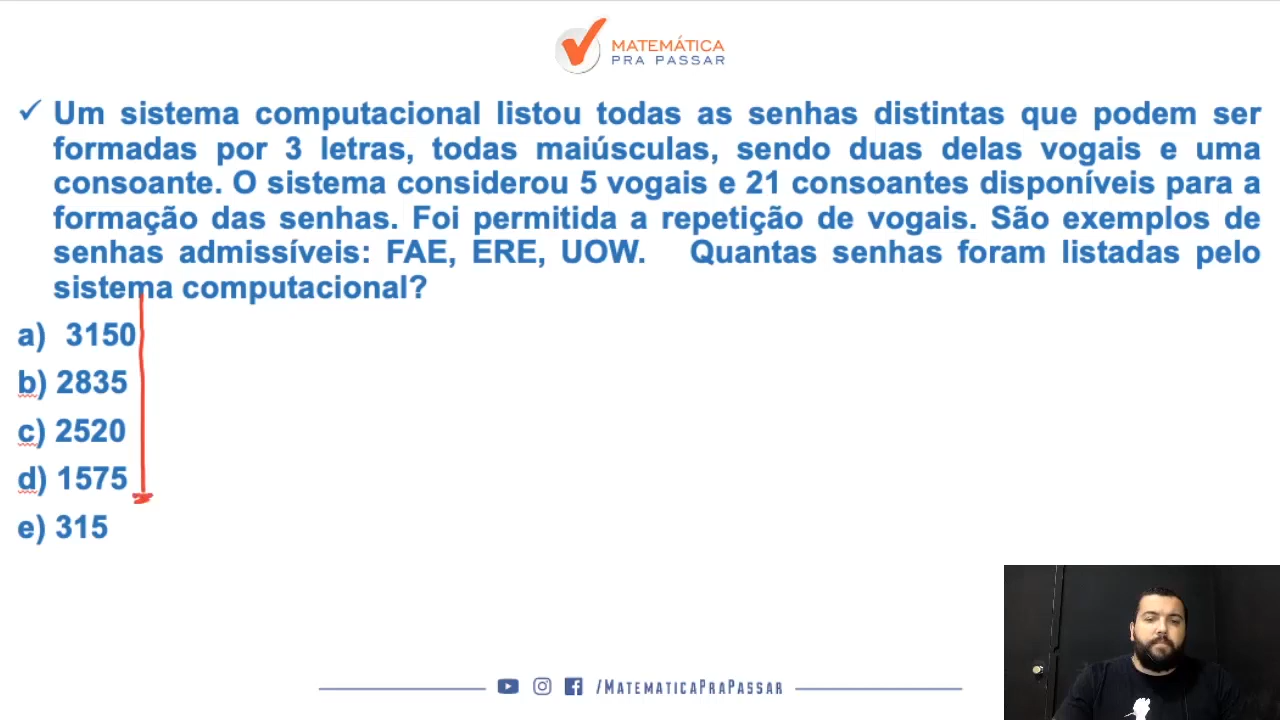 MATEMÁTICA
PRA PASSAR
✓ Um sistema computacional listou todas as senhas distintas que podem ser
formadas por 3 letras, todas maiúsculas, sendo duas delas vogais e uma
consoante. O sistema considerou 5 vogais e 21 consoantes disponíveis para a
formação das senhas. Foi permitida a repetição de vogais. São exemplos de
senhas admissíveis: FAE, ERE, UOW. Quantas senhas foram listadas pelo
sistema computacional?
a) 3150
b) 2835
c) 2520
d) 1575
e) 315
/MATEMATICAPRAPASSAR